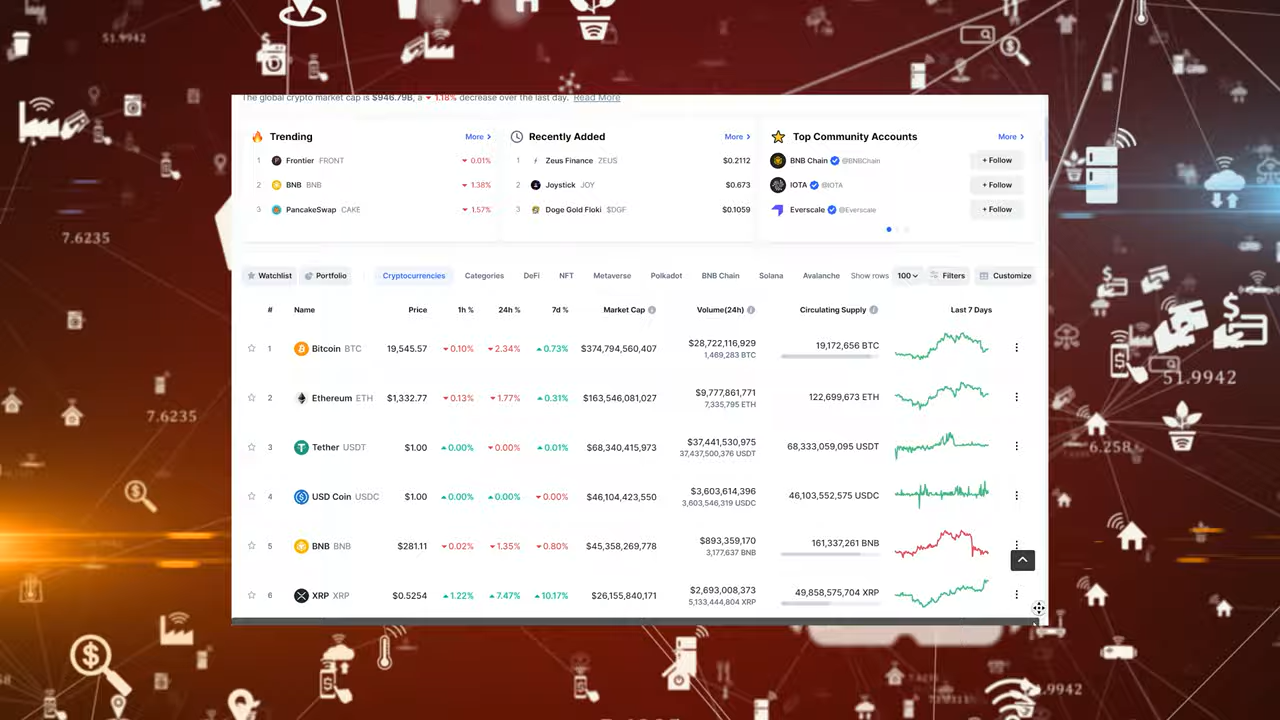 51.9942
The global crypto market cap is $946.79B, a 1.18% decrease over the last day. Read More
Trending More
1 Frontier FRONT 0.01%
2 BNB BNB 1.38%
3 PancakeSwap CAKE 1.57%
Recently Added More
1 Zeus Finance ZEUS $0.2112
2 Joystick JOY $0.673
3 Doge Gold Floki $DGF $0.1059
Top Community Accounts More
BNB Chain @BNBChain + Follow
IOTA @IOTA + Follow
Everscale @Everscale + Follow
7.6235
Watchlist Portfolio Cryptocurrencies Categories DeFi NFT Metaverse Polkadot BNB Chain Solana Avalanche Show rows 100 Filters Customize
# Name Price 1h % 24h % 7d % Market Cap Volume(24h) Circulating Supply Last 7 Days
1 Bitcoin BTC 19,545.57 0.10% 2.34% 0.73% $374,794,560,407 $28,722,116,929 19,172,656 BTC
1,469,283 BTC
51.9942
2 Ethereum ETH $1,332.77 0.13% 1.77% 0.31% $163,546,081,027 $9,777,861,771 122,699,673 ETH
7,335,795 ETH
7.6235
3 Tether USDT $1.00 0.00% 0.00% 0.01% $68,340,415,973 $37,441,530,975 68,333,059,095 USDT
37,437,500,376 USDT
6.258
4 USD Coin USDC $1.00 0.00% 0.00% 0.00% $46,104,423,550 $3,603,614,396 46,103,552,575 USDC
3,603,546,319 USDC
5 BNB BNB $281.11 0.02% 1.35% 0.80% $45,358,269,778 $893,359,170 161,337,261 BNB
3,177,637 BNB
6 XRP XRP $0.5254 1.22% 7.47% 10.17% $26,155,840,171 $2,693,008,373 49,858,575,704 XRP
5,133,444,804 XRP